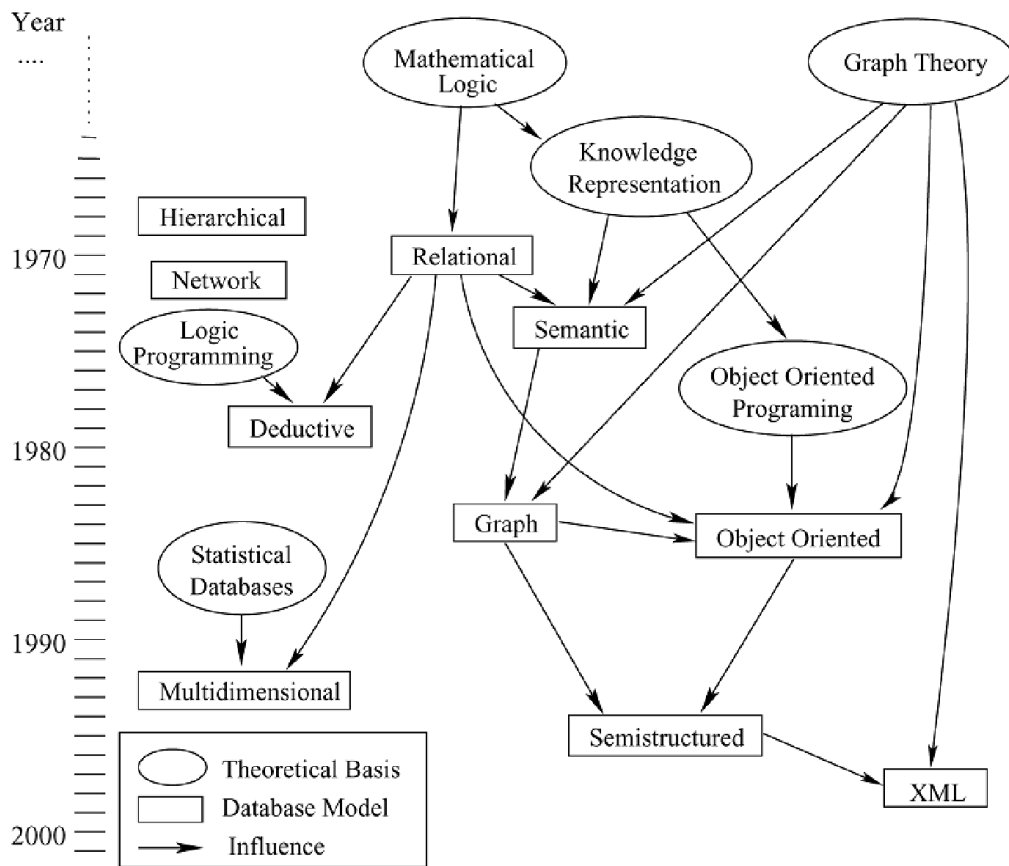 Year
....
Mathematical
Logic
Graph Theory
Knowledge
Representation
Hierarchical
1970
Relational
Network
Semantic
Logic
Programming
Object Oriented
Programing
Deductive
1980
Graph
Object Oriented
Statistical
Databases
1990
Multidimensional
Semistructured
Theoretical Basis
Database Model
XML
Influence
2000